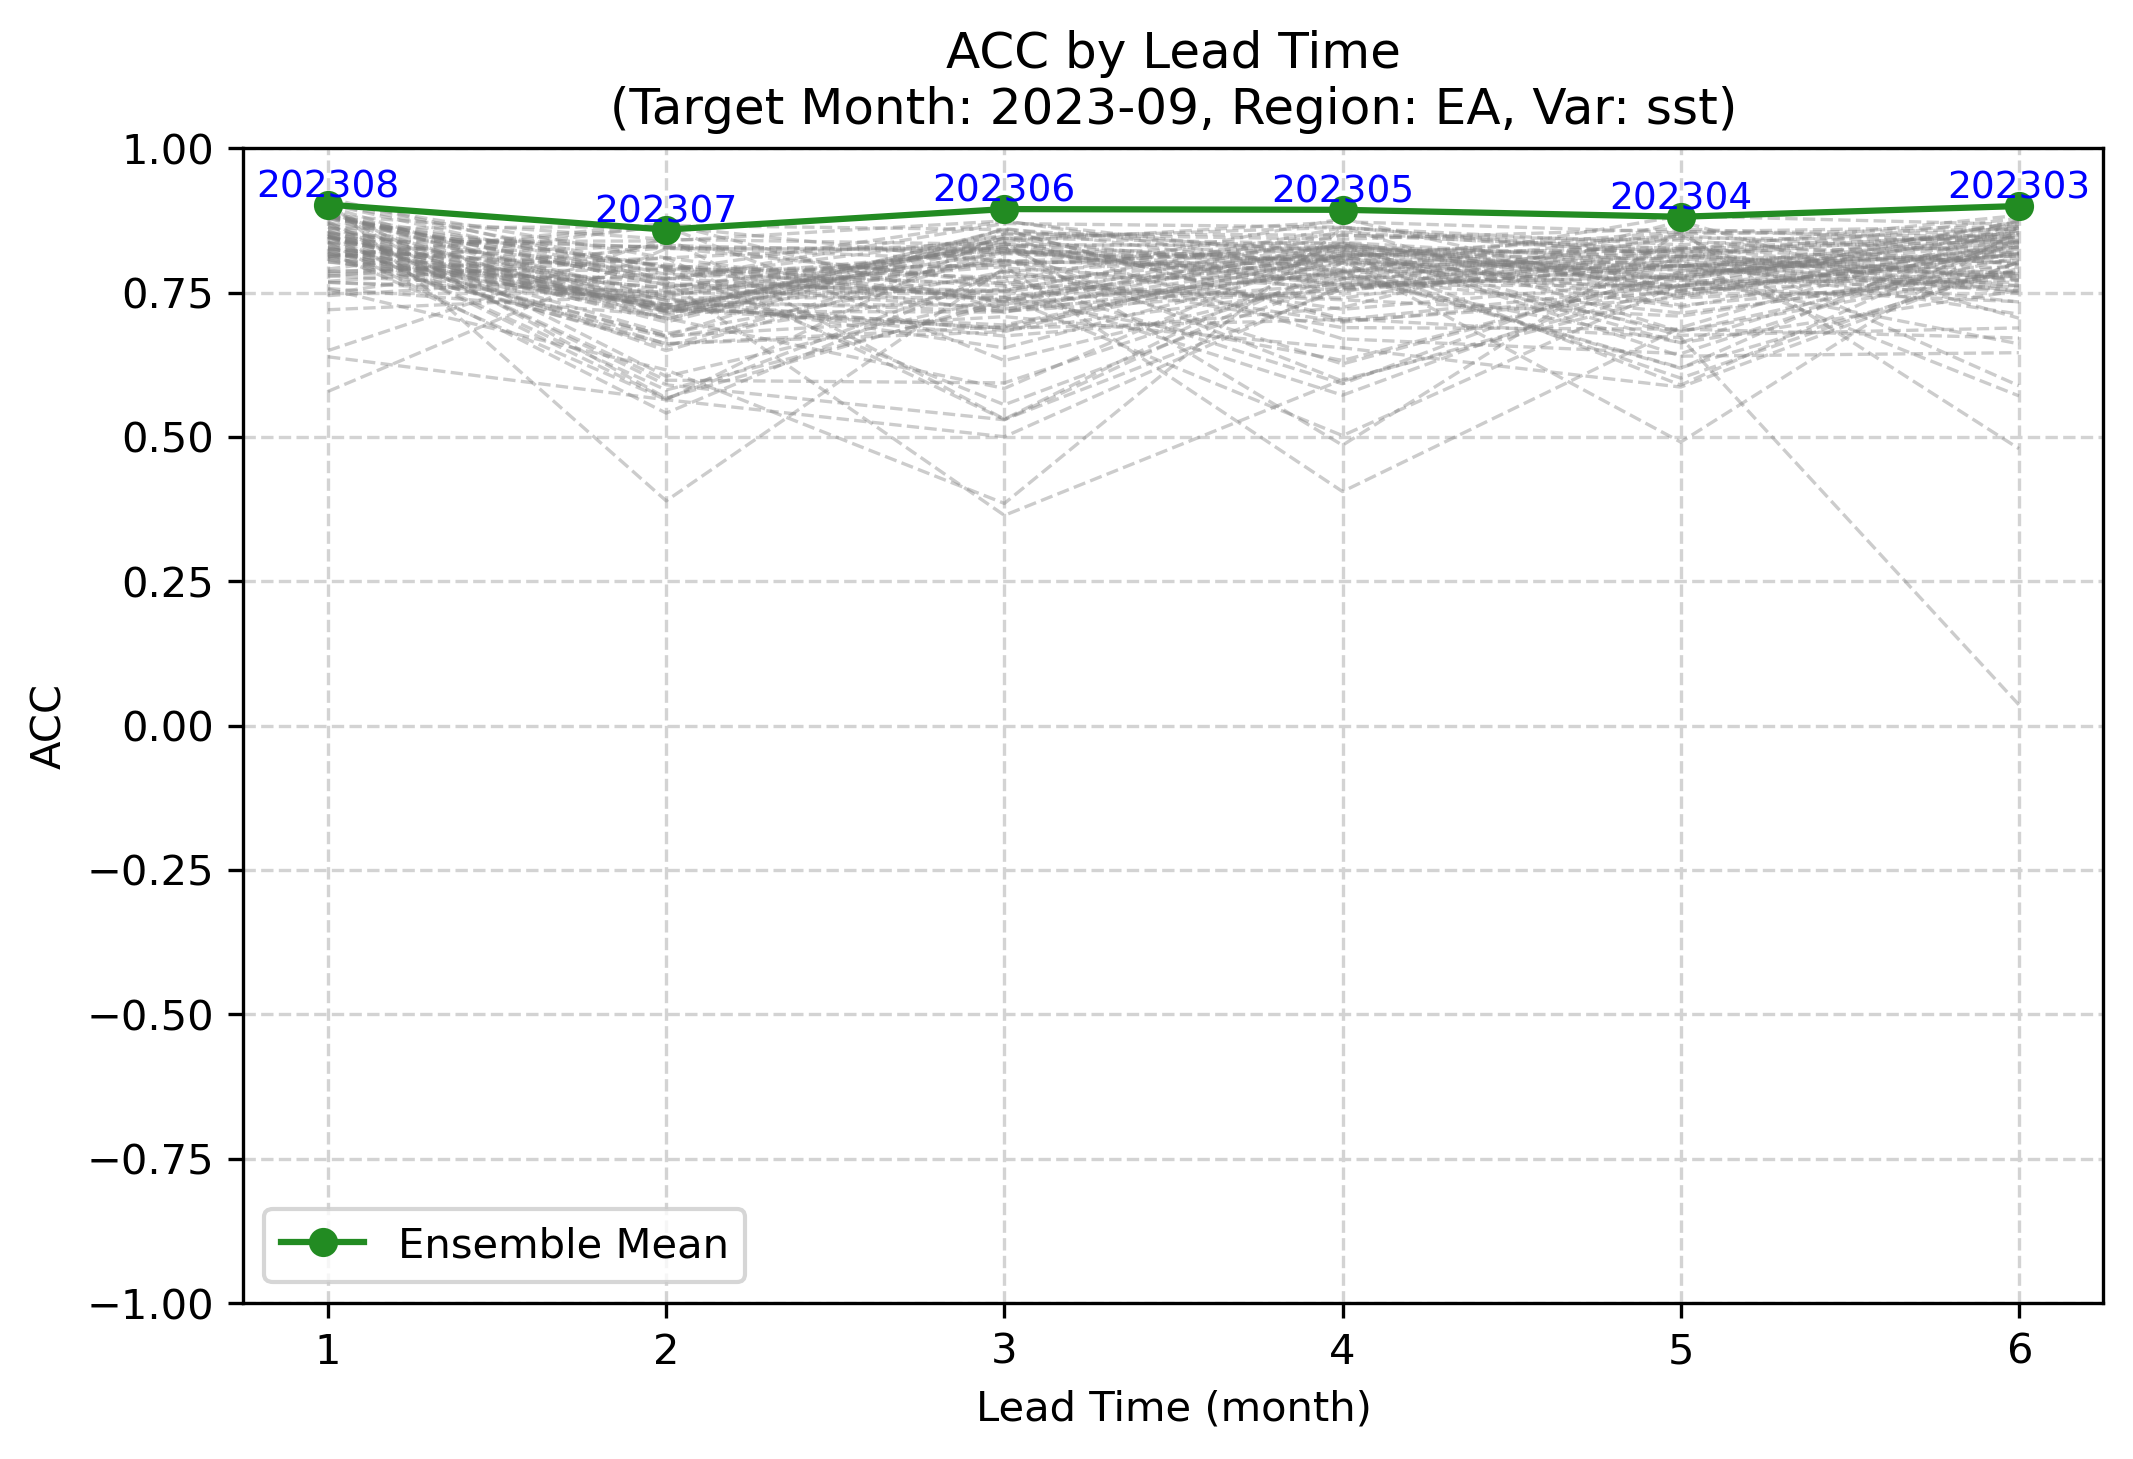 ACC by Lead Time
(Target Month: 2023-09, Region: EA, Var: sst)
1.00
0.75
0.50
0.25
0.00
−0.25
−0.50
−0.75
−1.00
ACC
202308
202307
202306
202305
202304
202303
Ensemble Mean
1 2 3 4 5 6
Lead Time (month)